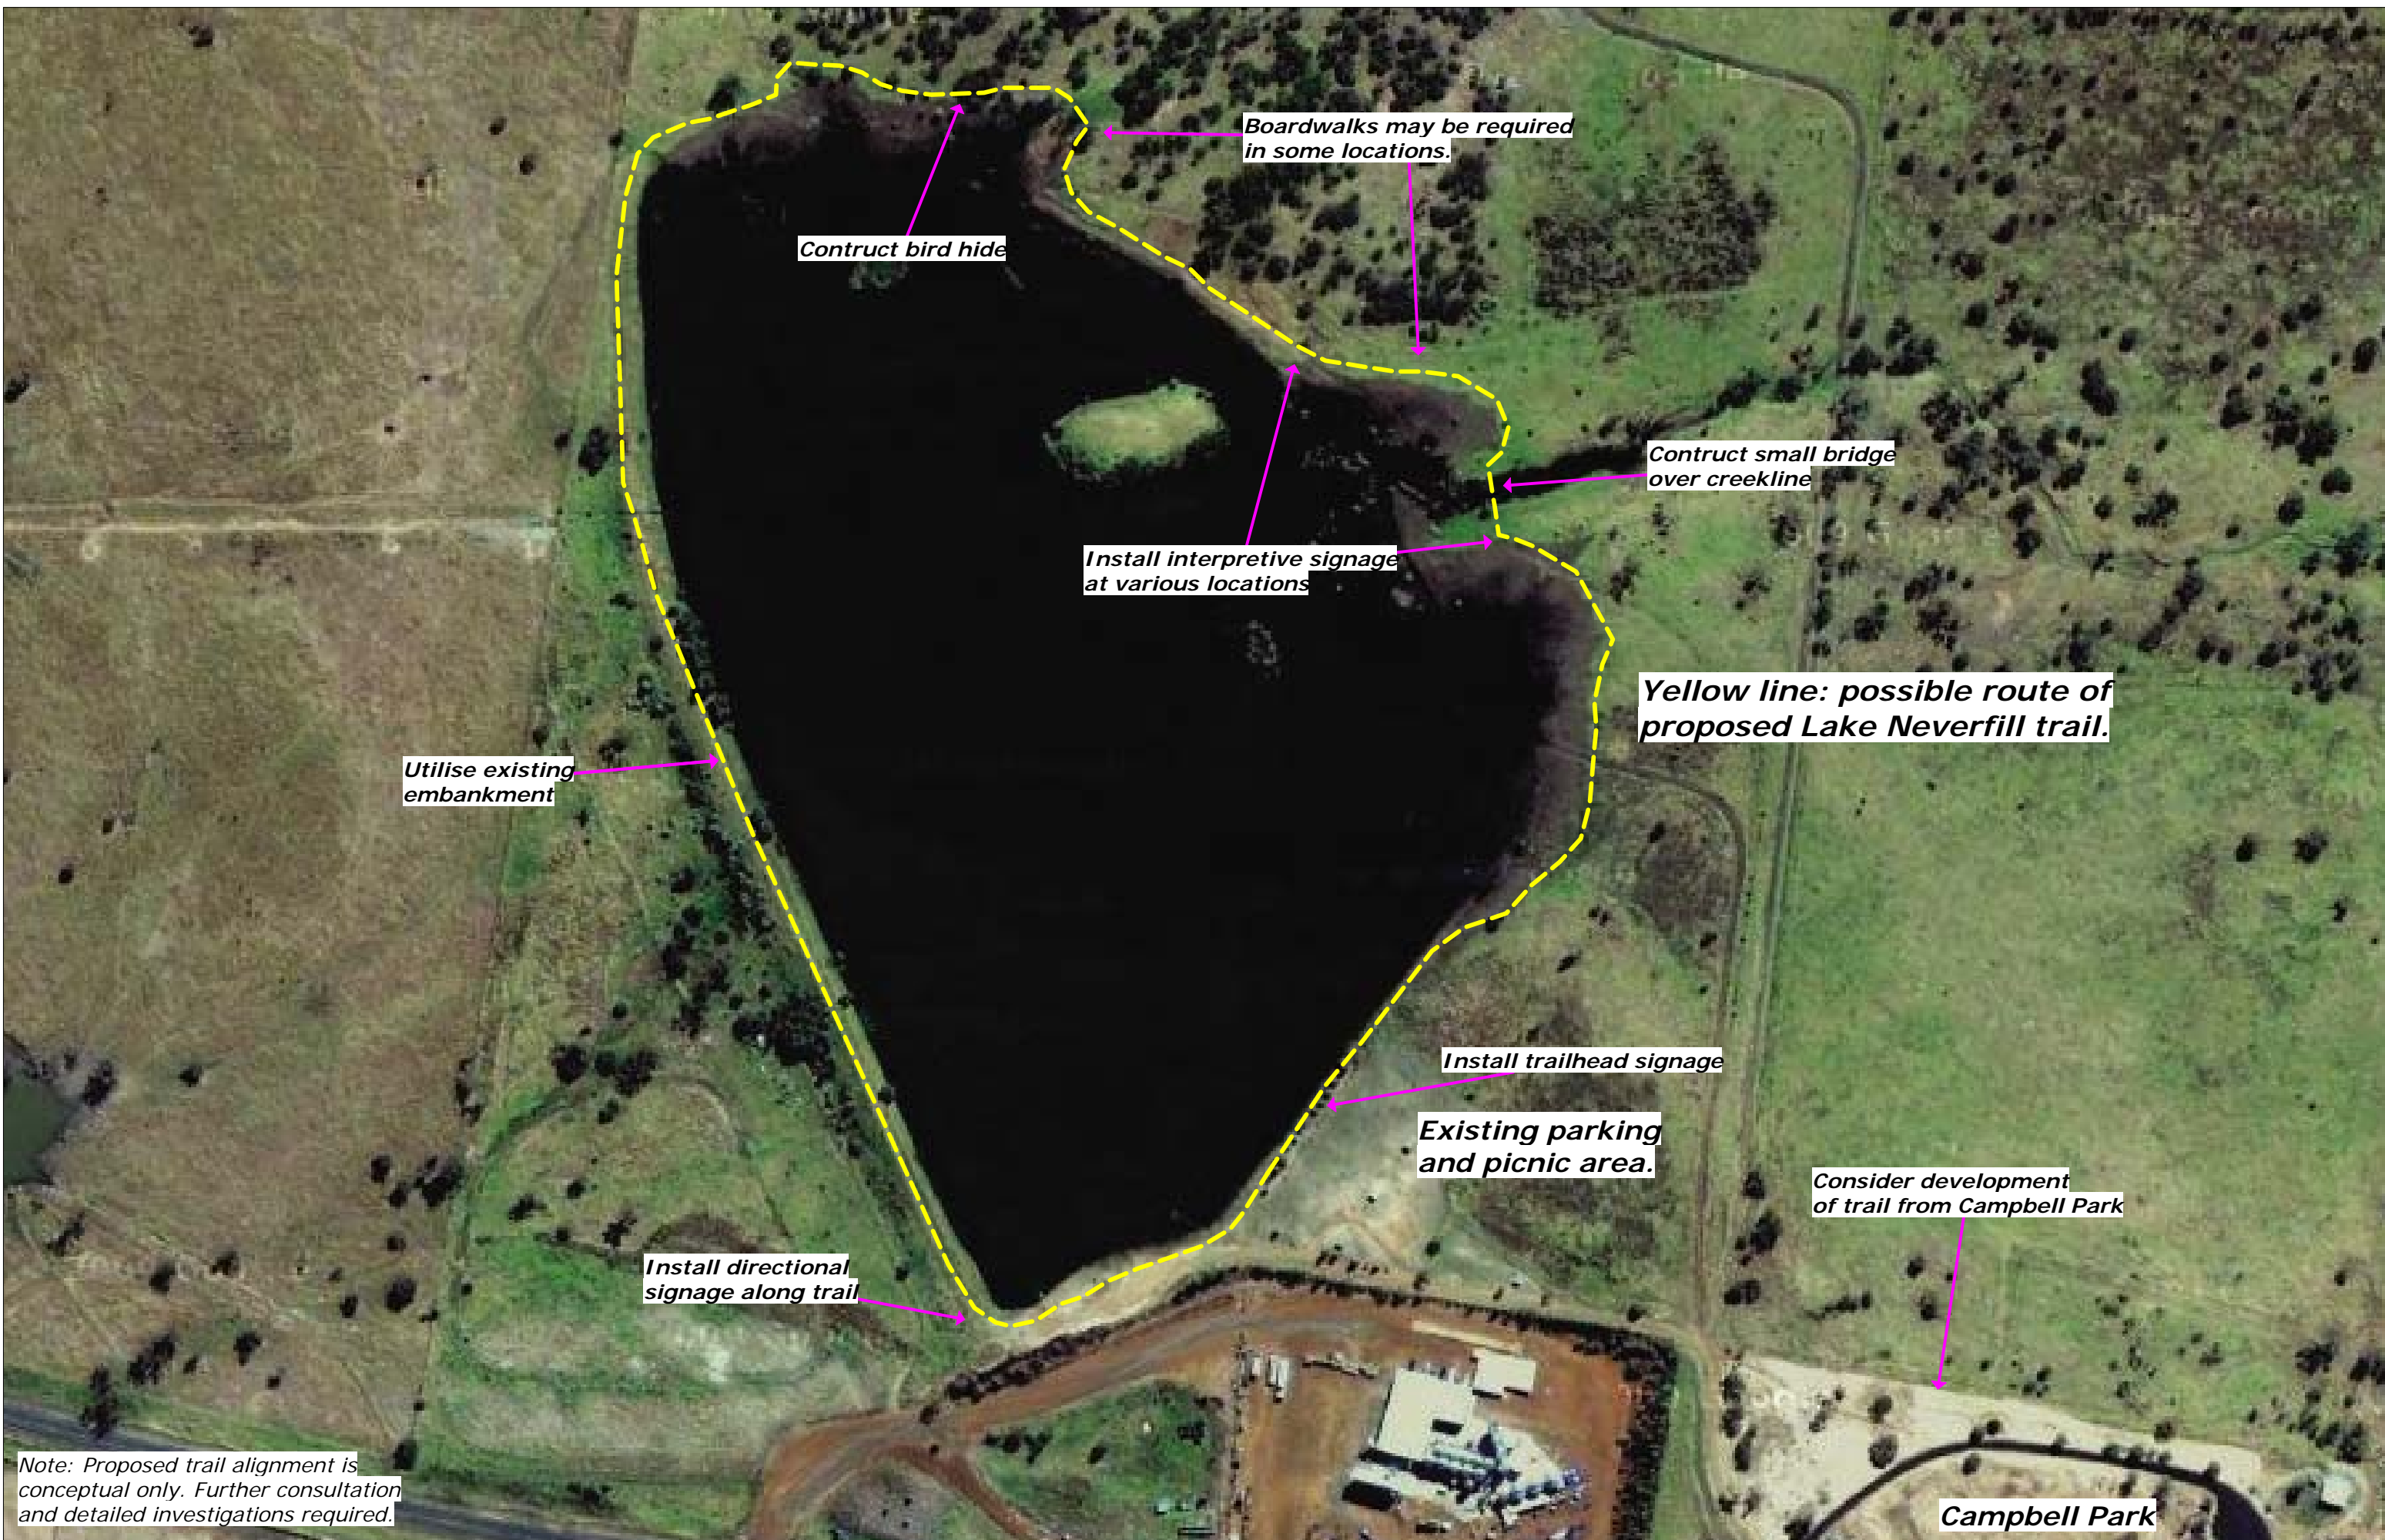 Boardwalks may be required
in some locations.
Contruct bird hide
Contruct small bridge
over creekline
Install interpretive signage
at various locations
Yellow line: possible route of
proposed Lake Neverfill trail.
Utilise existing
embankment
Install trailhead signage
Existing parking
and picnic area.
Consider development
of trail from Campbell Park
Install directional
signage along trail
Note: Proposed trail alignment is
conceptual only. Further consultation
and detailed investigations required.
Campbell Park